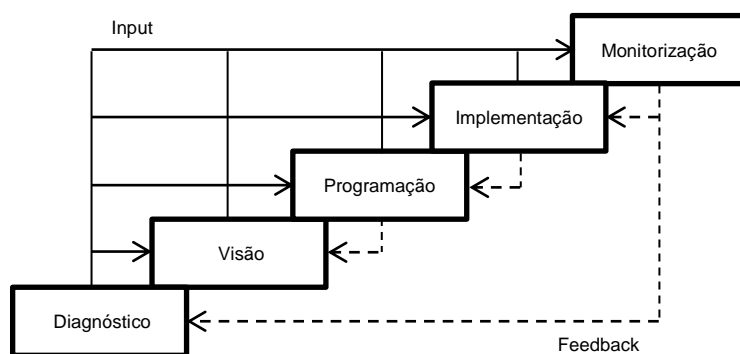 Input
Monitorização
Implementação
Programação
Visão
Diagnóstico
Feedback